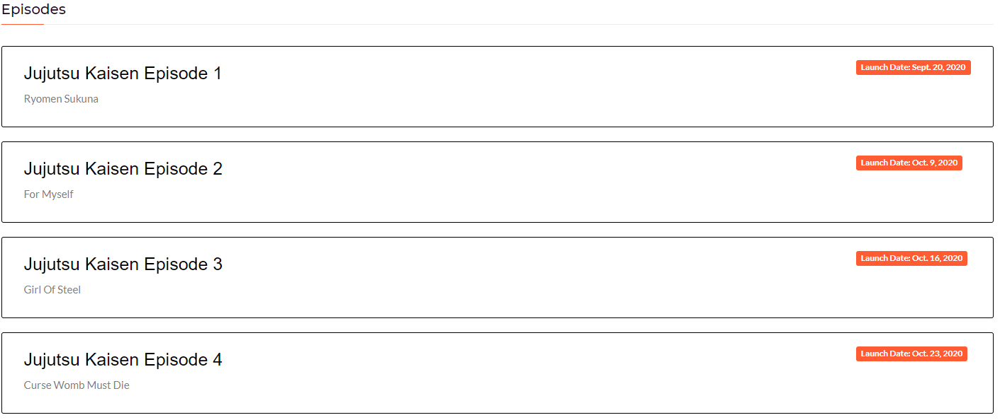 Episodes
Jujutsu Kaisen Episode 1
Launch Date: Sept. 20, 2020
Ryomen Sukuna
Jujutsu Kaisen Episode 2
Launch Date: Oct. 9, 2020
For Myself
Jujutsu Kaisen Episode 3
Launch Date: Oct. 16, 2020
Girl Of Steel
Jujutsu Kaisen Episode 4
Launch Date: Oct. 23, 2020
Curse Womb Must Die